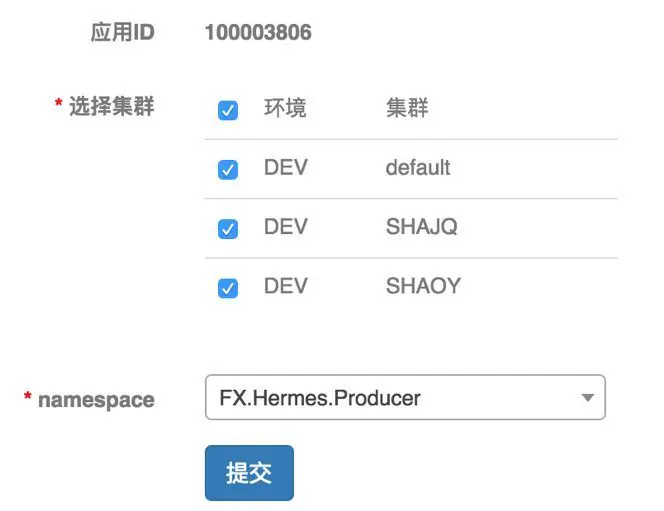 应用ID 100003806
* 选择集群 环境 集群
DEV default
DEV SHAJQ
DEV SHAOY
* namespace FX.Hermes.Producer
提交